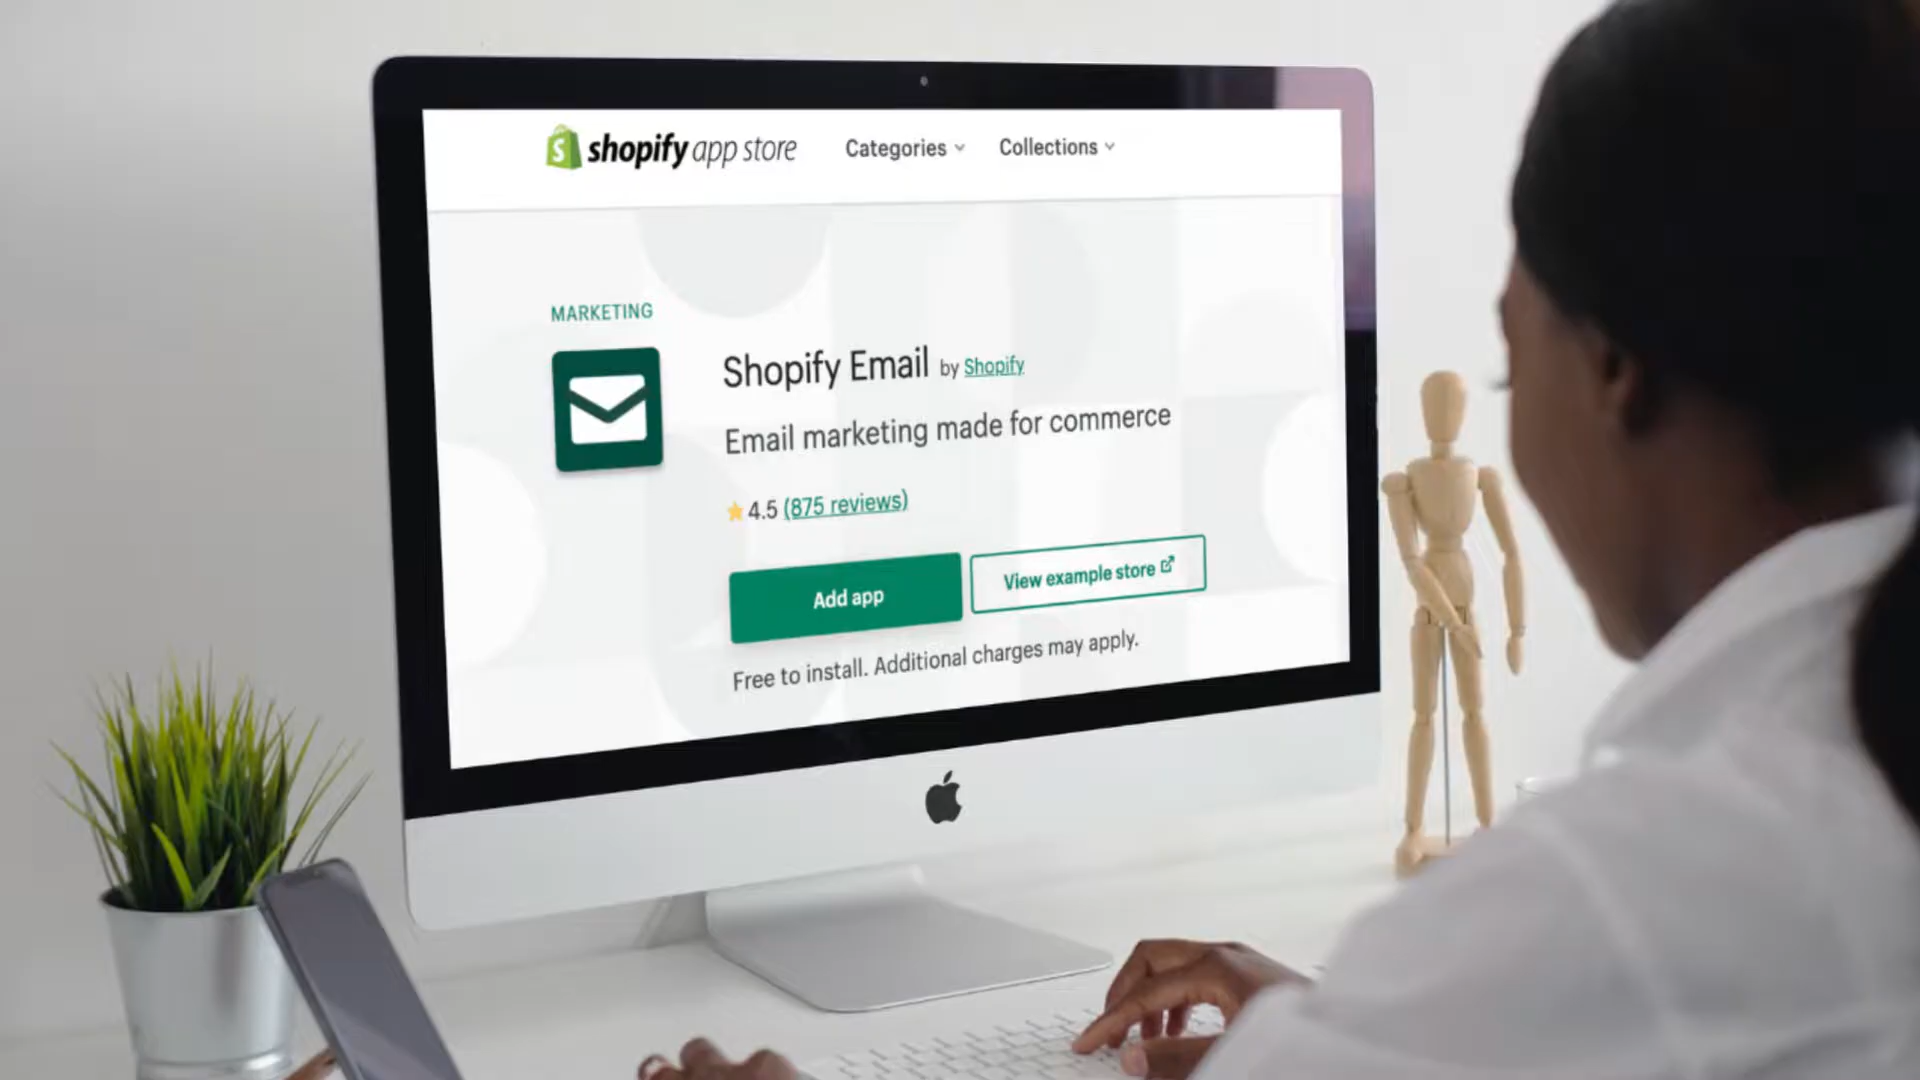 shopify app store Categories Collections
MARKETING
Shopify Email by Shopify
Email marketing made for commerce
4.5 (875 reviews)
Add app
View example store
Free to install. Additional charges may apply.